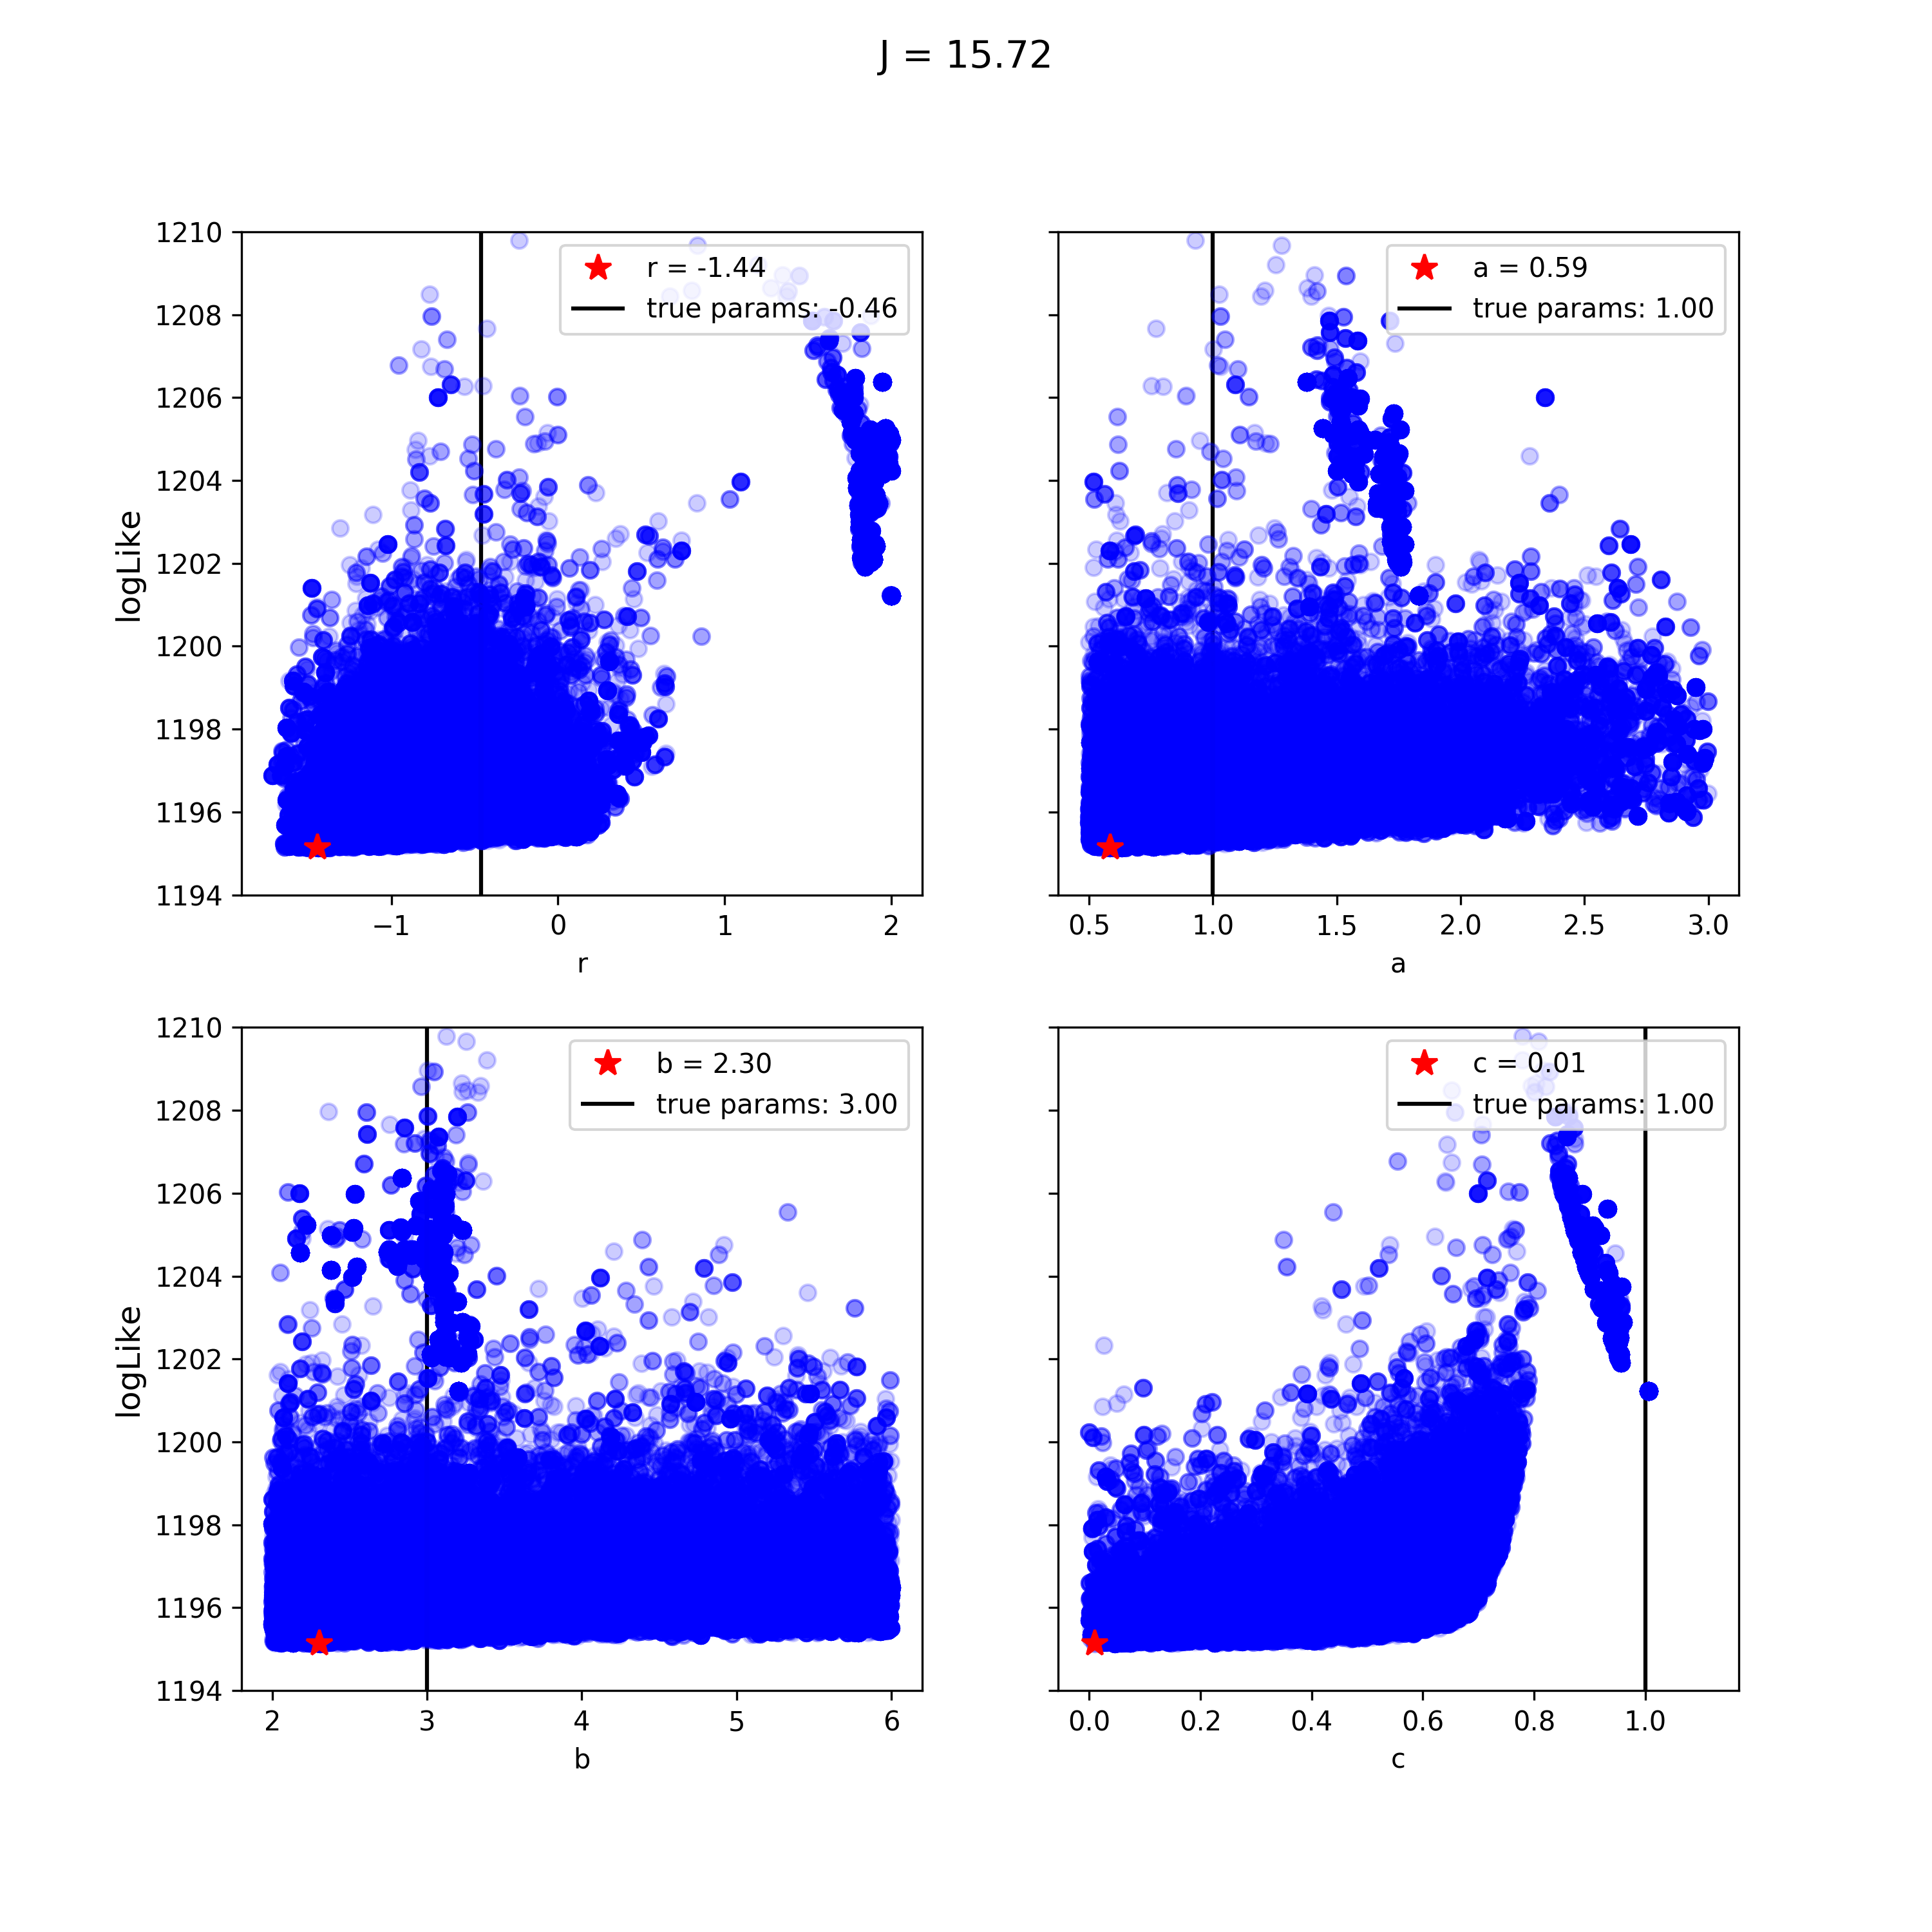 J = 15.72
1210
1208
1206
1204
1202
1200
1198
1196
1194
logLike
r = -1.44
true params: -0.46
−1
0
1
2
r
a = 0.59
true params: 1.00
0.5
1.0
1.5
2.0
2.5
3.0
a
1210
1208
1206
1204
1202
1200
1198
1196
1194
logLike
b = 2.30
true params: 3.00
2
3
4
5
6
b
c = 0.01
true params: 1.00
0.0
0.2
0.4
0.6
0.8
1.0
c